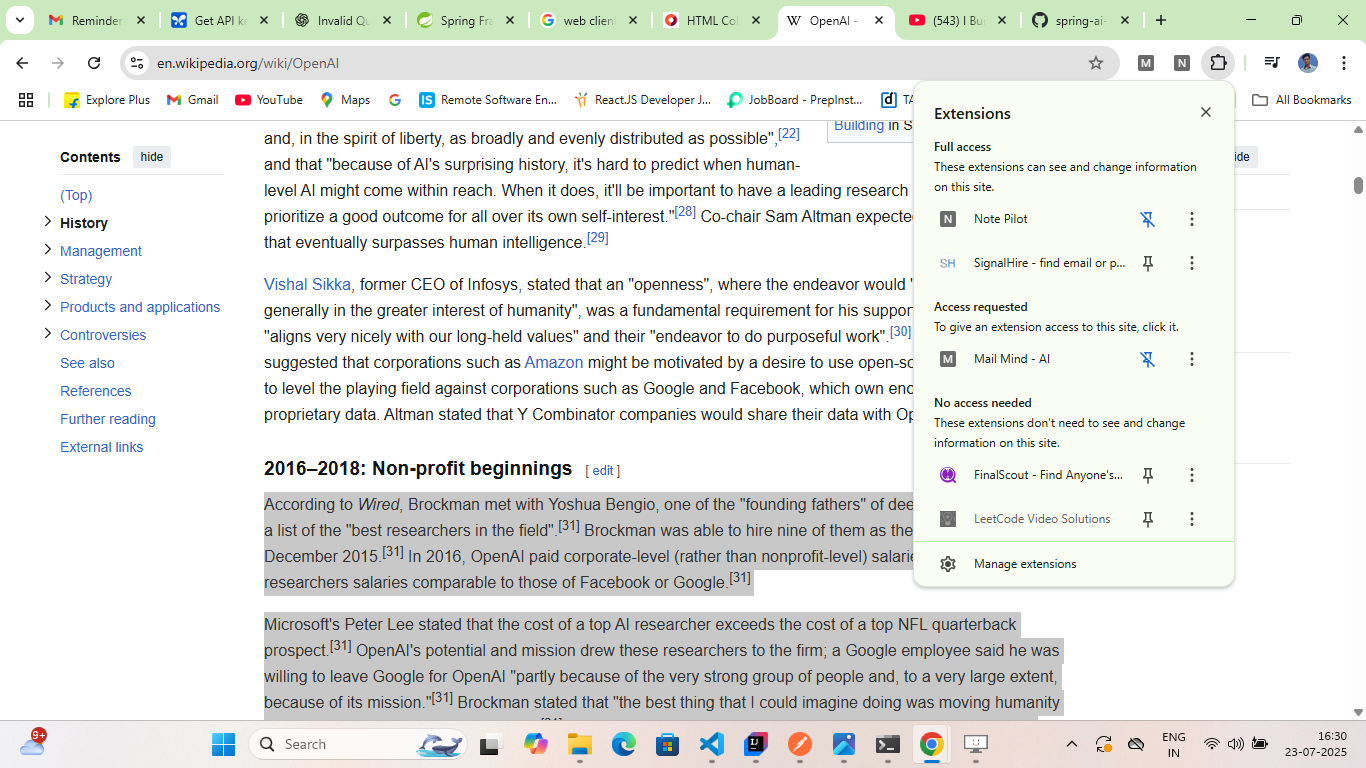 Reminder
Get API k
Invalid Qu
Spring Fra
web clien
HTML Col
W OpenAI -
(543) I Bui
spring-ai-
en.wikipedia.org/wiki/OpenAI
M
N
Explore Plus
Gmail
YouTube
Maps
Remote Software En...
React.JS Developer J...
JobBoard - PrepInst...
TA
All Bookmarks
Contents hide
(Top)
History
Management
Strategy
Products and applications
Controversies
See also
References
Further reading
External links
and, in the spirit of liberty, as broadly and evenly distributed as possible",[22]
and that "because of AI's surprising history, it's hard to predict when human-
level AI might come within reach. When it does, it'll be important to have a leading research
prioritize a good outcome for all over its own self-interest."[28] Co-chair Sam Altman expected
that eventually surpasses human intelligence.[29]
Building in S
ide
Vishal Sikka, former CEO of Infosys, stated that an "openness", where the endeavor would "
generally in the greater interest of humanity", was a fundamental requirement for his support
"aligns very nicely with our long-held values" and their "endeavor to do purposeful work".[30]
suggested that corporations such as Amazon might be motivated by a desire to use open-so
to level the playing field against corporations such as Google and Facebook, which own eno
proprietary data. Altman stated that Y Combinator companies would share their data with Op
2016–2018: Non-profit beginnings [ edit ]
According to Wired, Brockman met with Yoshua Bengio, one of the "founding fathers" of dee
a list of the "best researchers in the field".[31] Brockman was able to hire nine of them as the
December 2015.[31] In 2016, OpenAI paid corporate-level (rather than nonprofit-level) salarie
researchers salaries comparable to those of Facebook or Google.[31]
Microsoft's Peter Lee stated that the cost of a top AI researcher exceeds the cost of a top NFL quarterback
prospect.[31] OpenAI's potential and mission drew these researchers to the firm; a Google employee said he was
willing to leave Google for OpenAI "partly because of the very strong group of people and, to a very large extent,
because of its mission."[31] Brockman stated that "the best thing that I could imagine doing was moving humanity
Extensions
Full access
These extensions can see and change information
on this site.
N Note Pilot
SH SignalHire - find email or p...
Access requested
To give an extension access to this site, click it.
M Mail Mind - AI
No access needed
These extensions don't need to see and change
information on this site.
FinalScout - Find Anyone's...
LeetCode Video Solutions
Manage extensions
9+
Search
ENG
IN
16:30
23-07-2025